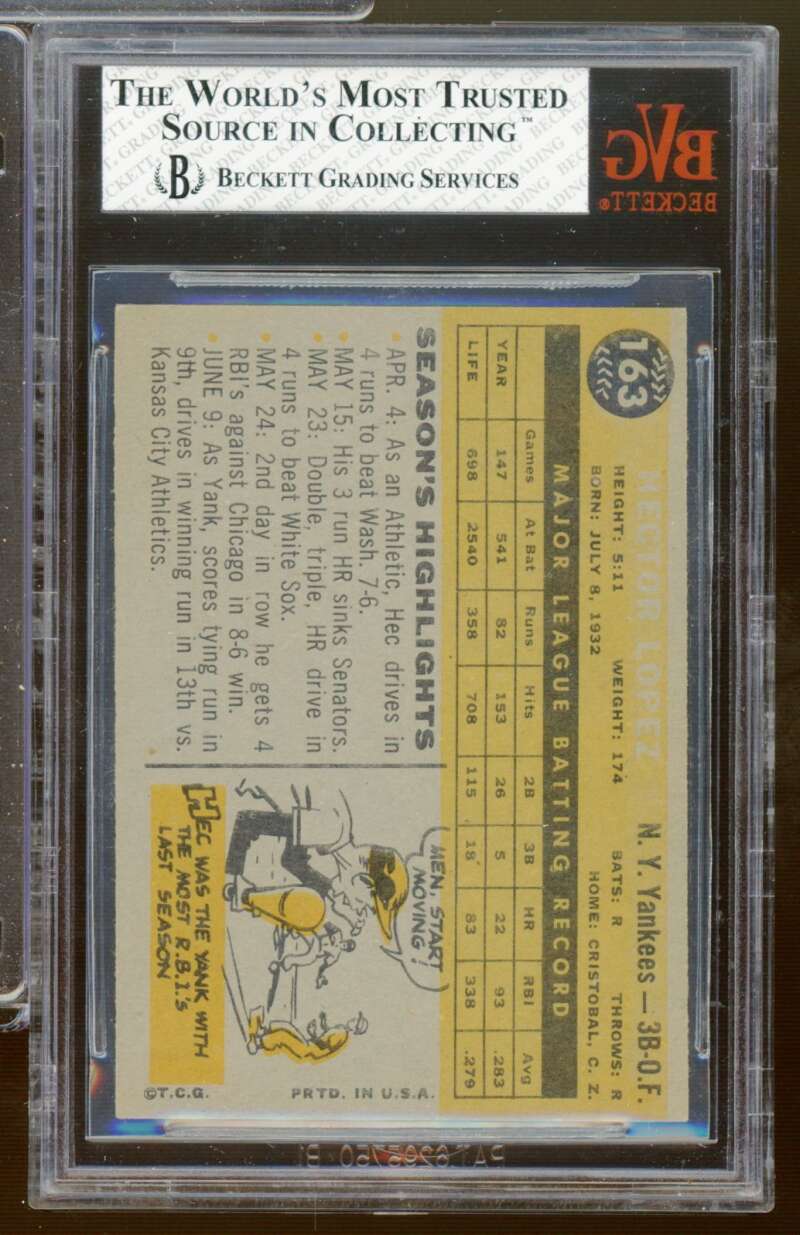 THE WORLD'S MOST TRUSTED
SOURCE IN COLLECTING™
B BECKETT GRADING SERVICES
BVG
BECKETT®
163
HECTOR LOPEZ N. Y. Yankees — 3B-O.F.
HEIGHT: 5:11 WEIGHT: 174 BATS: R THROWS: R
BORN: JULY 8, 1932 HOME: CRISTOBAL, C. Z.
MAJOR LEAGUE BATTING RECORD
Games At Bat Runs Hits 2B 3B HR RBI Avg
YEAR 147 541 82 153 26 5 22 93 .283
LIFE 698 2540 358 708 115 18 83 338 .279
SEASON'S HIGHLIGHTS
• APR. 4: As an Athletic, Hec drives in
4 runs to beat Wash. 7-6.
• MAY 15: His 3 run HR sinks Senators.
• MAY 23: Double, triple, HR drive in
4 runs to beat White Sox.
• MAY 24: 2nd day in row he gets 4
RBI's against Chicago in 8-6 win.
• JUNE 9: As Yank, scores tying run in
9th, drives in winning run in 13th vs.
Kansas City Athletics.
MEN, START
MOVING!
HEC WAS THE YANK WITH
THE MOST R.B.I.'s
LAST SEASON
©T.C.G. PRTD. IN U.S.A.